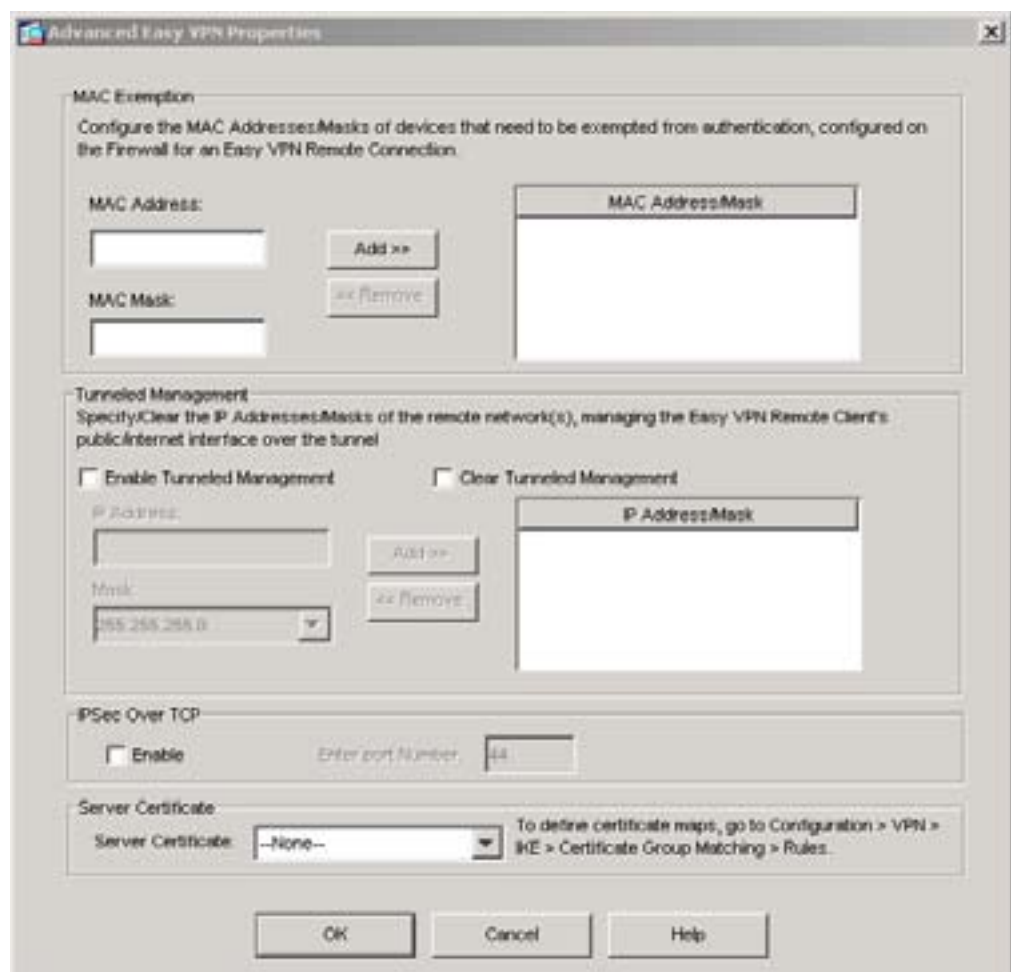 Advanced Easy VPN Properties
MAC Exemption
Configure the MAC Addresses/Masks of devices that need to be exempted from authentication, configured on
the Firewall for an Easy VPN Remote Connection.
MAC Address:
MAC Address/Mask
Add >>
<< Remove
MAC Mask:
Tunneled Management
Specify/Clear the IP Addresses/Masks of the remote network(s), managing the Easy VPN Remote Client's
public/internet interface over the tunnel
Enable Tunneled Management
Clear Tunneled Management
IP Address:
IP Address/Mask
Add >>
Mask
<< Remove
255.255.255.0
IPSec Over TCP
Enable
Enter port Number
44
Server Certificate
Server Certificate
--None--
To define certificate maps, go to Configuration > VPN >
IKE > Certificate Group Matching > Rules.
OK
Cancel
Help